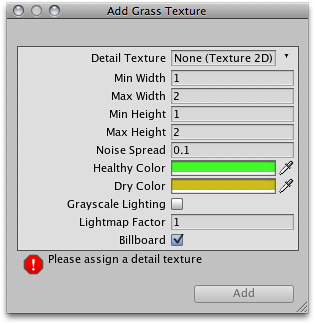 Add Grass Texture
Detail Texture None (Texture 2D)
Min Width 1
Max Width 2
Min Height 1
Max Height 2
Noise Spread 0.1
Healthy Color
Dry Color
Grayscale Lighting
Lightmap Factor 1
Billboard
Please assign a detail texture
Add